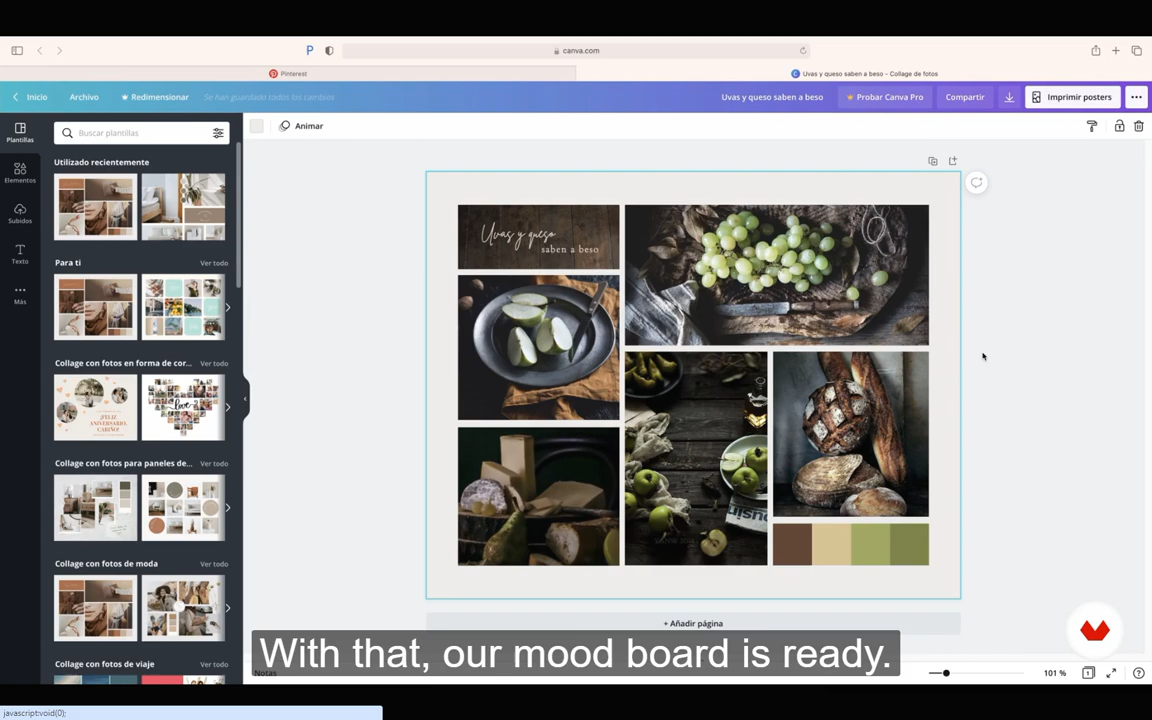 canva.com
Pinterest
Uvas y queso saben a beso - Collage de fotos
Inicio
Archivo
Redimensionar
Se han guardado todos los cambios
Uvas y queso saben a beso
Probar Canva Pro
Compartir
Imprimir posters
Plantillas
Buscar plantillas
Animar
Elementos
Utilizado recientemente
Subidos
Texto
Más
Para ti
Ver todo
Collage con fotos en forma de cor...
Ver todo
¡FELIZ
ANIVERSARIO,
CARIÑO!
love
Collage con fotos para paneles de...
Ver todo
Collage con fotos de moda
Ver todo
Collage con fotos de viaje
Ver todo
Uvas y queso
saben a beso
+ Añadir página
With that, our mood board is ready.
Notas
101 %
1
javascript:void(0);